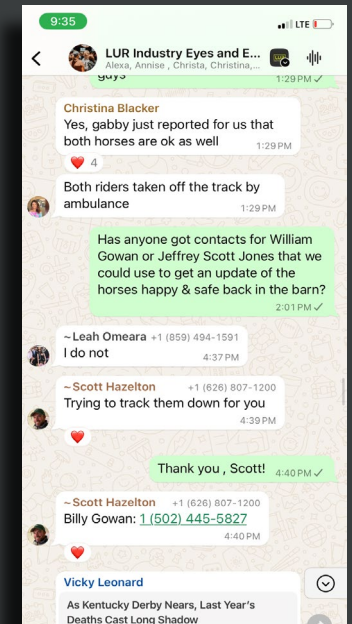 9:35
LTE
LUR Industry Eyes and E...
Alexa, Annise , Christa, Christina,...
guys
1:29 PM
Christina Blacker
Yes, gabby just reported for us that
both horses are ok as well
1:29 PM
❤️ 4
Both riders taken off the track by
ambulance
1:29 PM
Has anyone got contacts for William
Gowan or Jeffrey Scott Jones that we
could use to get an update of the
horses happy & safe back in the barn?
2:01 PM
~Leah Omeara +1 (859) 494-1591
I do not
4:37 PM
~Scott Hazelton +1 (626) 807-1200
Trying to track them down for you
4:39 PM
Thank you , Scott! 4:40 PM
~Scott Hazelton +1 (626) 807-1200
Billy Gowan: 1 (502) 445-5827
4:40 PM
Vicky Leonard
As Kentucky Derby Nears, Last Year's
Deaths Cast Long Shadow